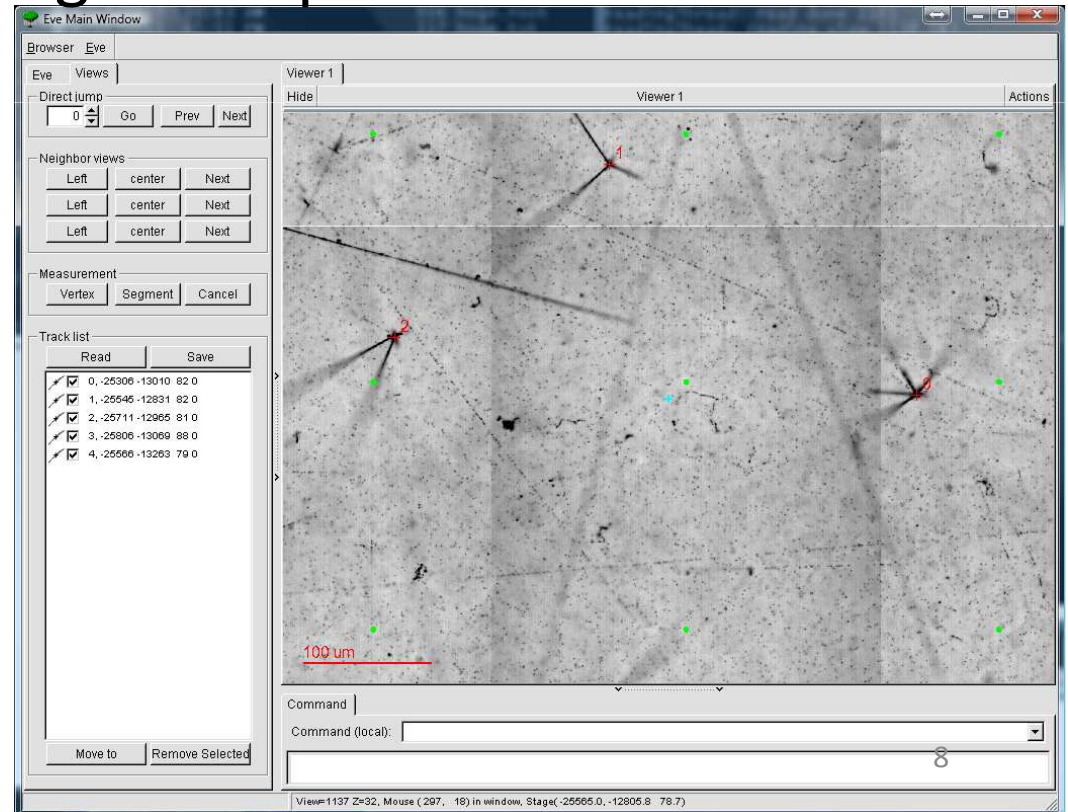 Eve Main Window
Browser Eve
Eve Views
Viewer 1
Direct jump
0 Go Prev Next
Hide Viewer 1 Actions
Neighbor views
Left center Next
Left center Next
Left center Next
Measurement
Vertex Segment Cancel
Track list
Read Save
0, -25306 -13010 82 0
1, -25545 -12831 82 0
2, -25711 -12965 81 0
3, -25806 -13069 88 0
4, -25566 -13263 79 0
Move to Remove Selected
1
2
100 um
Command
Command (local):
8
View=1137 Z=32, Mouse ( 297, 18) in window, Stage( -25565.0, -12805.8 78.7)